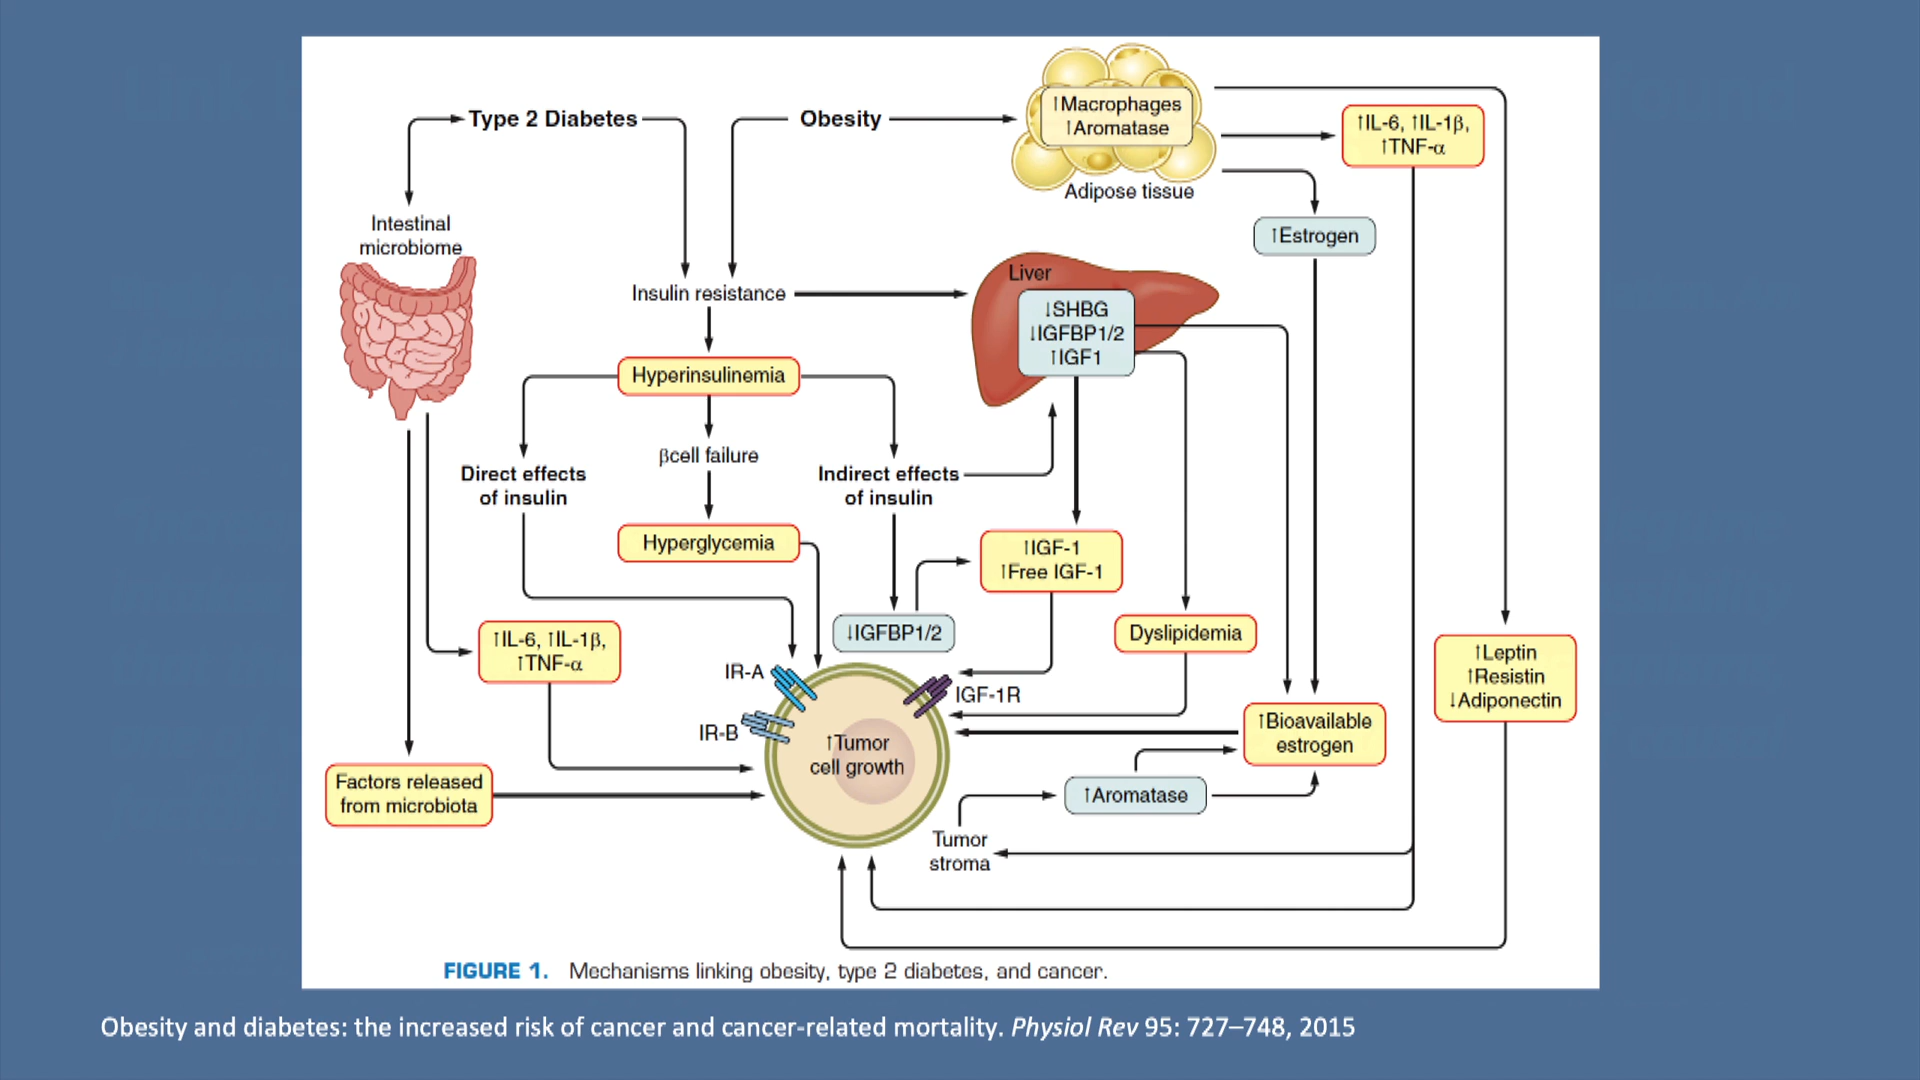 ↑Macrophages
↑Aromatase
Adipose tissue
Type 2 Diabetes
Obesity
↑IL-6, ↑IL-1β,
↑TNF-α
↑Estrogen
Intestinal
microbiome
Insulin resistance
Liver
↓SHBG
↓IGFBP1/2
↑IGF1
Hyperinsulinemia
βcell failure
Direct effects
of insulin
Indirect effects
of insulin
Hyperglycemia
↑IGF-1
↑Free IGF-1
↓IGFBP1/2
Dyslipidemia
↑IL-6, ↑IL-1β,
↑TNF-α
↑Leptin
↑Resistin
↓Adiponectin
IR-A
IGF-1R
IR-B
↑Tumor
cell growth
↑Bioavailable
estrogen
Factors released
from microbiota
↑Aromatase
Tumor
stroma
FIGURE 1. Mechanisms linking obesity, type 2 diabetes, and cancer.
Obesity and diabetes: the increased risk of cancer and cancer-related mortality. Physiol Rev 95: 727–748, 2015